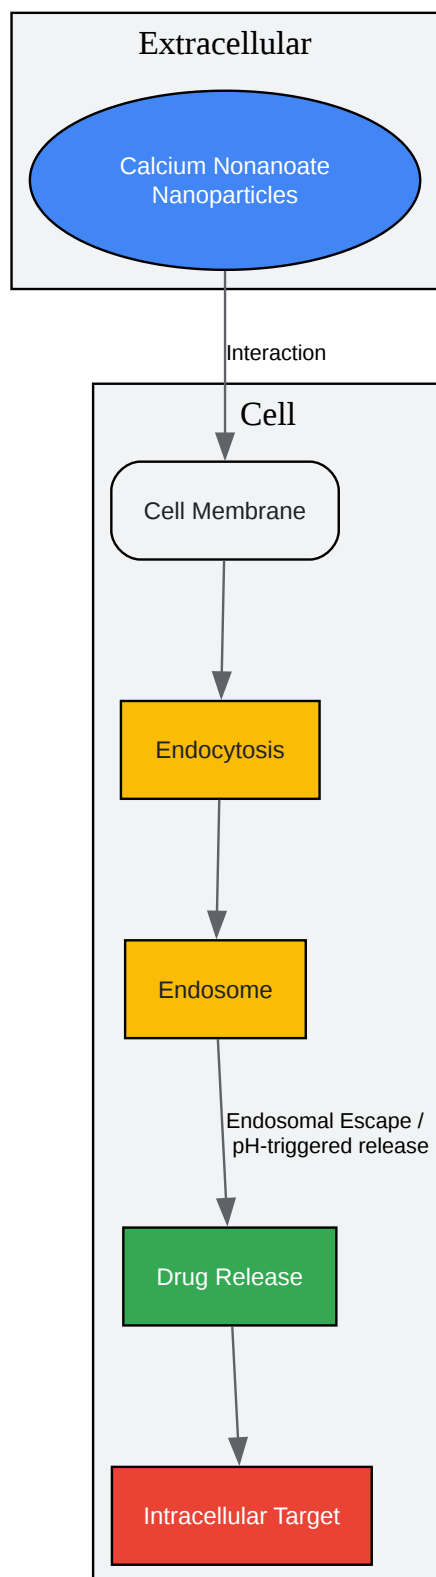 Extracellular
Calcium Nonanoate
Nanoparticles
Interaction
Cell
Cell Membrane
Endocytosis
Endosome
Endosomal Escape /
pH-triggered release
Drug Release
Intracellular Target